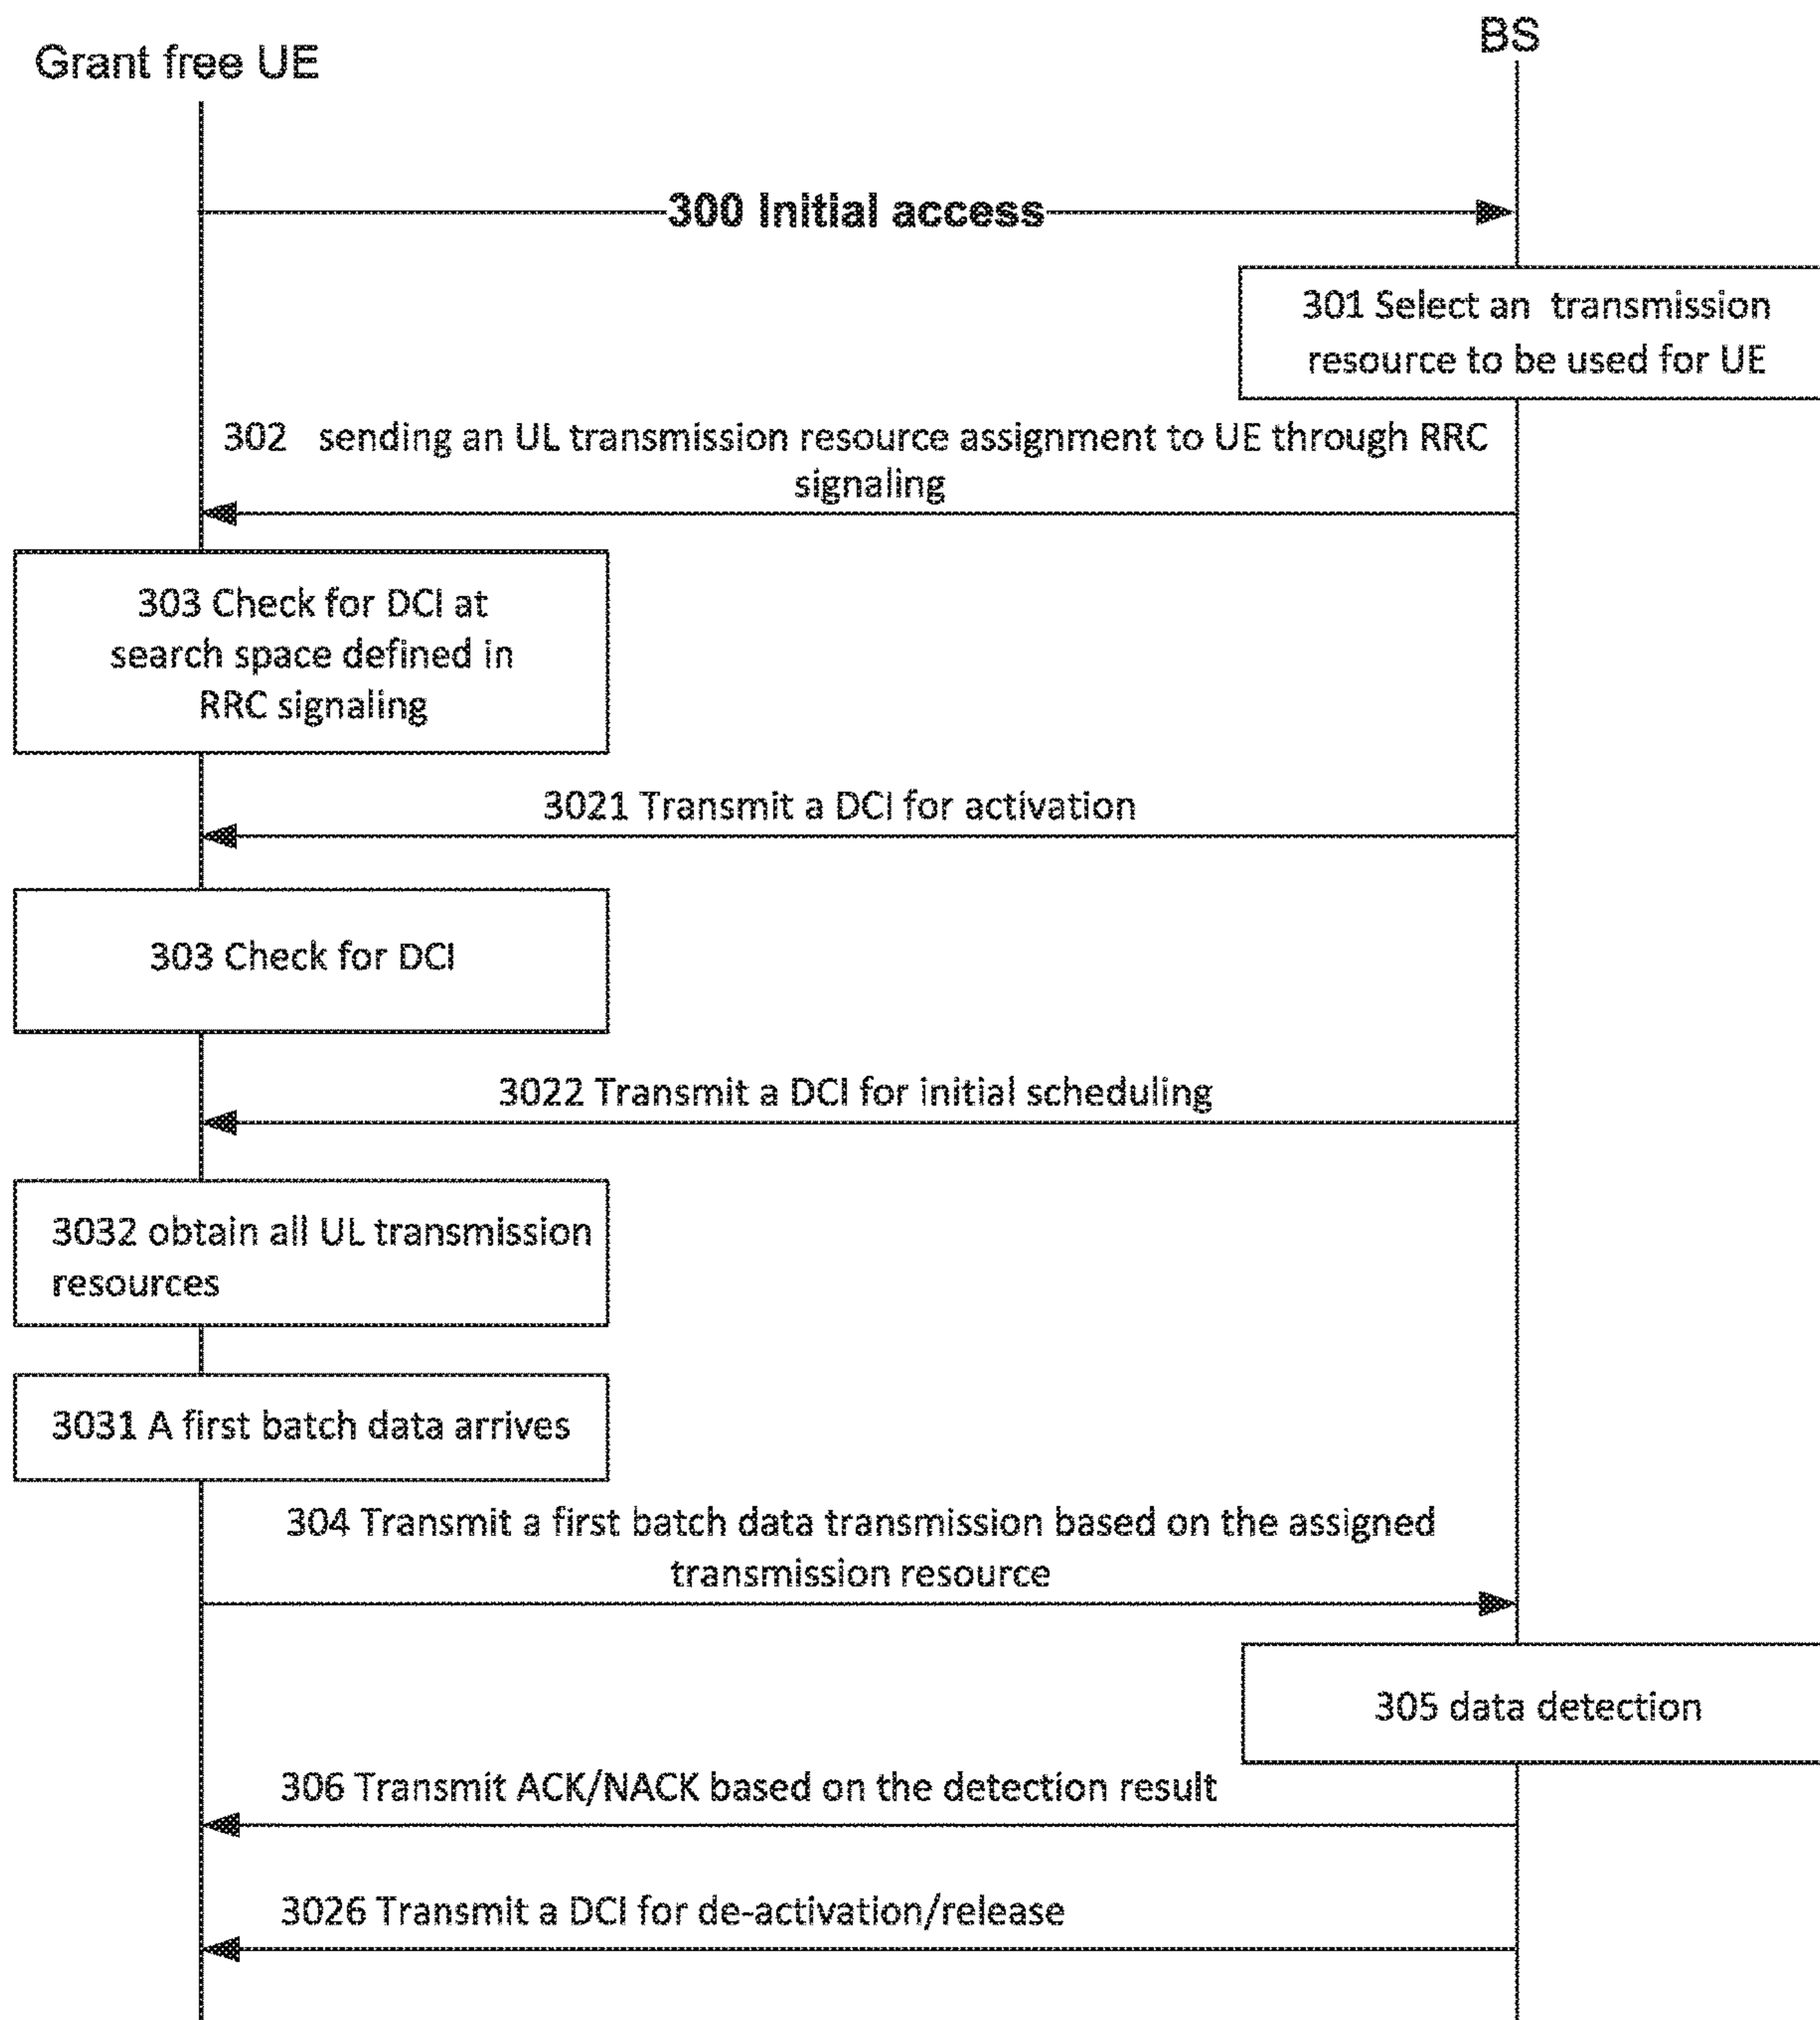 Grant free UE
BS
300 Initial access
301 Select an transmission
resource to be used for UE
302 sending an UL transmission resource assignment to UE through RRC
signaling
303 Check for DCI at
search space defined in
RRC signaling
3021 Transmit a DCI for activation
303 Check for DCI
3022 Transmit a DCI for initial scheduling
3032 obtain all UL transmission
resources
3031 A first batch data arrives
304 Transmit a first batch data transmission based on the assigned
transmission resource
305 data detection
306 Transmit ACK/NACK based on the detection result
3026 Transmit a DCI for de-activation/release